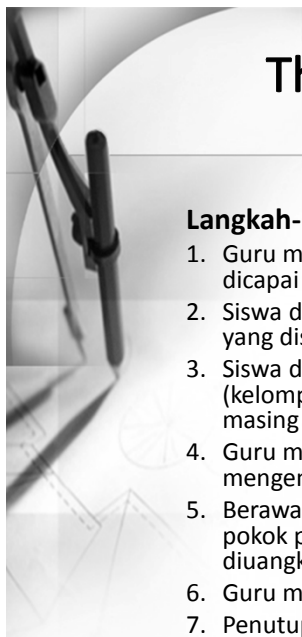 Th
Langkah-
1. Guru m
dicapai
2. Siswa d
yang dis
3. Siswa d
(kelomp
masing
4. Guru m
menger
5. Berawa
pokok p
diuangk
6. Guru m
7. Penutup